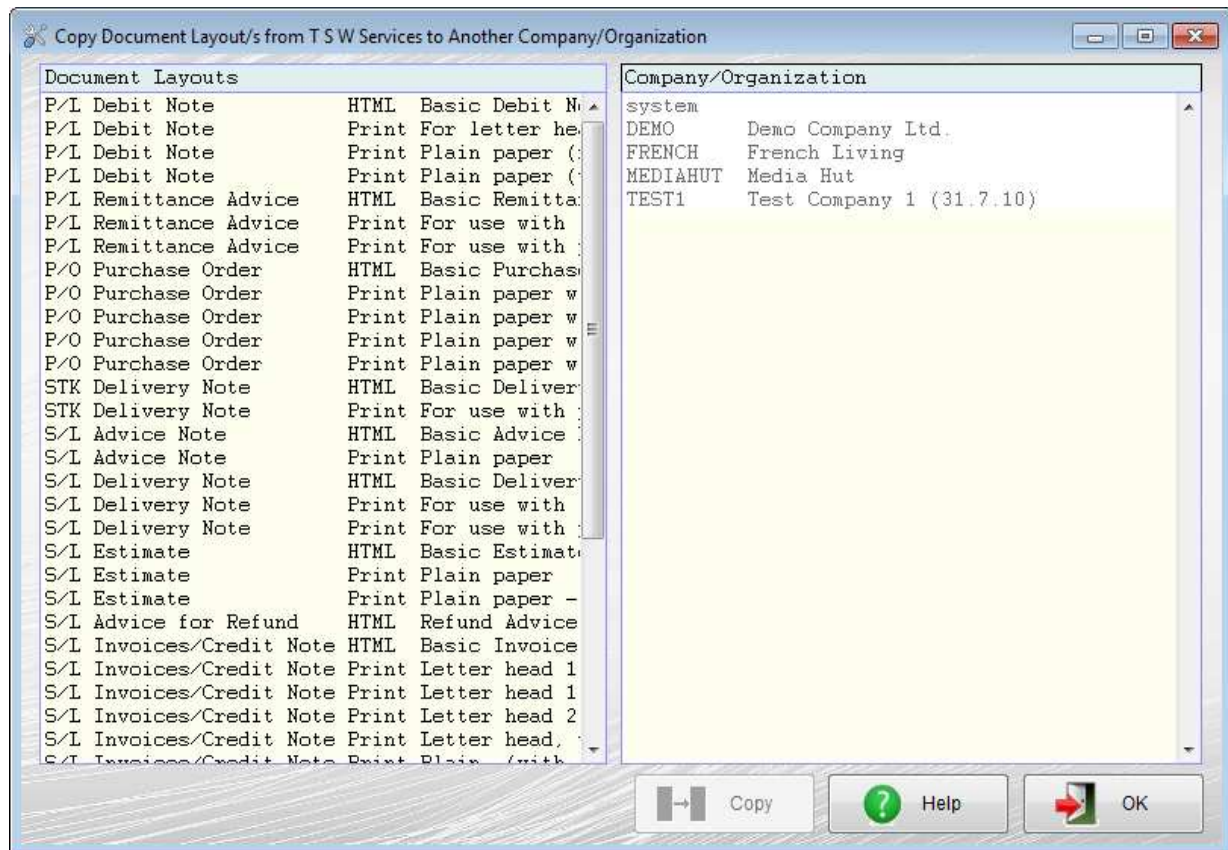 Copy Document Layout/s from T S W Services to Another Company/Organization
Document Layouts
P/L Debit Note HTML Basic Debit
P/L Debit Note Print For letter
P/L Debit Note Print Plain paper
P/L Debit Note Print Plain paper
P/L Remittance Advice HTML Basic
P/L Remittance Advice Print For use with
P/L Remittance Advice Print For use with
P/O Purchase Order HTML Basic
P/O Purchase Order Print Plain paper w
P/O Purchase Order Print Plain paper w
P/O Purchase Order Print Plain paper w
P/O Purchase Order Print Plain paper w
STK Delivery Note HTML Basic Deliver
STK Delivery Note Print For use with
S/L Advice Note HTML Basic Advice
S/L Advice Note Print Plain paper
S/L Delivery Note HTML Basic Deliver
S/L Delivery Note Print For use with
S/L Delivery Note Print For use with
S/L Estimate HTML Basic
S/L Estimate Print Plain paper
S/L Estimate Print Plain paper -
S/L Advice for Refund HTML Refund Advice
S/L Invoices/Credit Note HTML Basic Invoice
S/L Invoices/Credit Note Print Letter head 1
S/L Invoices/Credit Note Print Letter head 1
S/L Invoices/Credit Note Print Letter head 2
S/L Invoices/Credit Note Print Letter head,
S/L Invoices/Credit Note Print Plain (with
Company/Organization
system
DEMO Demo Company Ltd.
FRENCH French Living
MEDIAHUT Media Hut
TEST1 Test Company 1 (31.7.10)
Copy
Help
OK